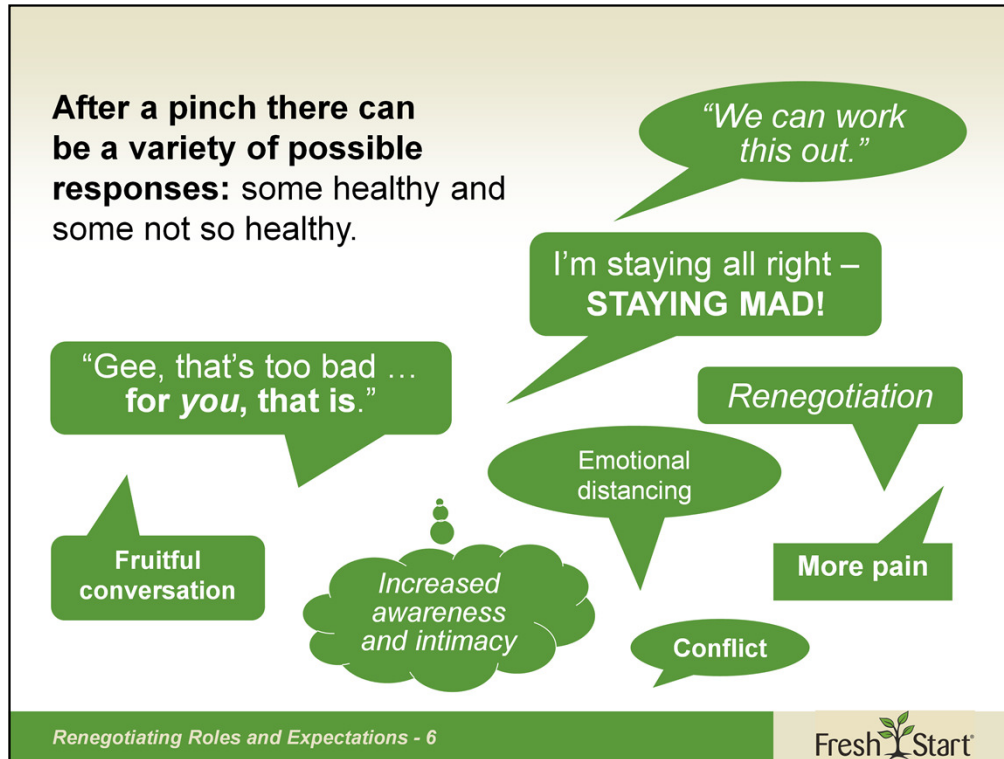 After a pinch there can
be a variety of possible
responses: some healthy and
some not so healthy.
“We can work
this out.”
I’m staying all right –
STAYING MAD!
“Gee, that’s too bad …
for you, that is.”
Renegotiation
Emotional
distancing
Fruitful
conversation
Increased
awareness
and intimacy
More pain
Conflict
Renegotiating Roles and Expectations - 6
Fresh Start®